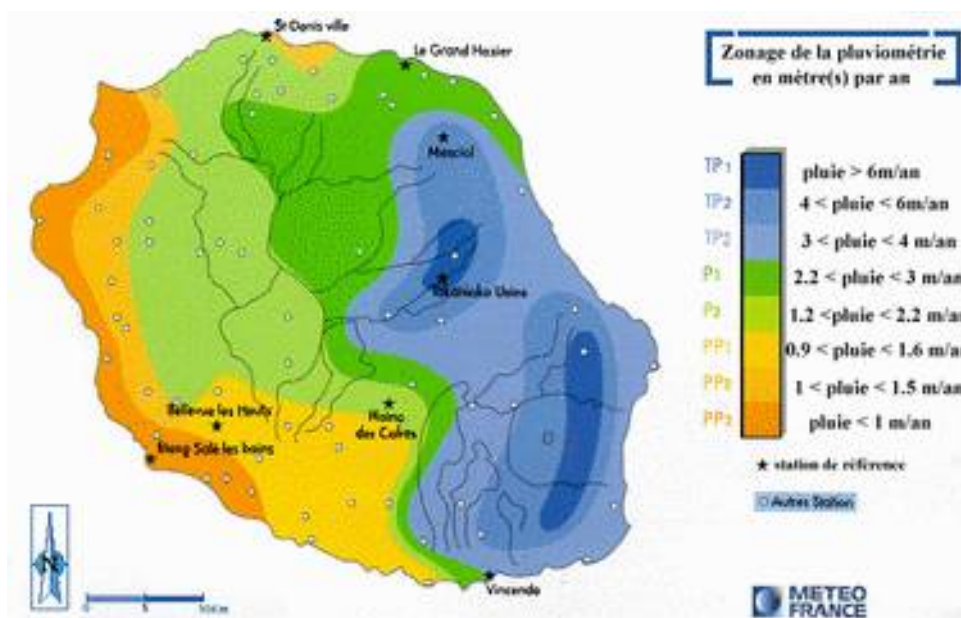 St Denis ville
Le Grand Hazier
Zonage de la pluviométrie
en mètre(s) par an
Menciol
TP1 pluie > 6m/an
TP2 4 < pluie < 6m/an
TP2 3 < pluie < 4 m/an
P1 2.2 < pluie < 3 m/an
P2 1.2 <pluie < 2.2 m/an
PP1 0.9 < pluie < 1.6 m/an
PP2 1 < pluie < 1.5 m/an
PP3 pluie < 1 m/an
Takamaka Usine
Bellevue les Hauts
Plaine
des Cafres
Etang Salé les bains
★ station de référence
Autres Station
N
Vincendo
METEO
FRANCE